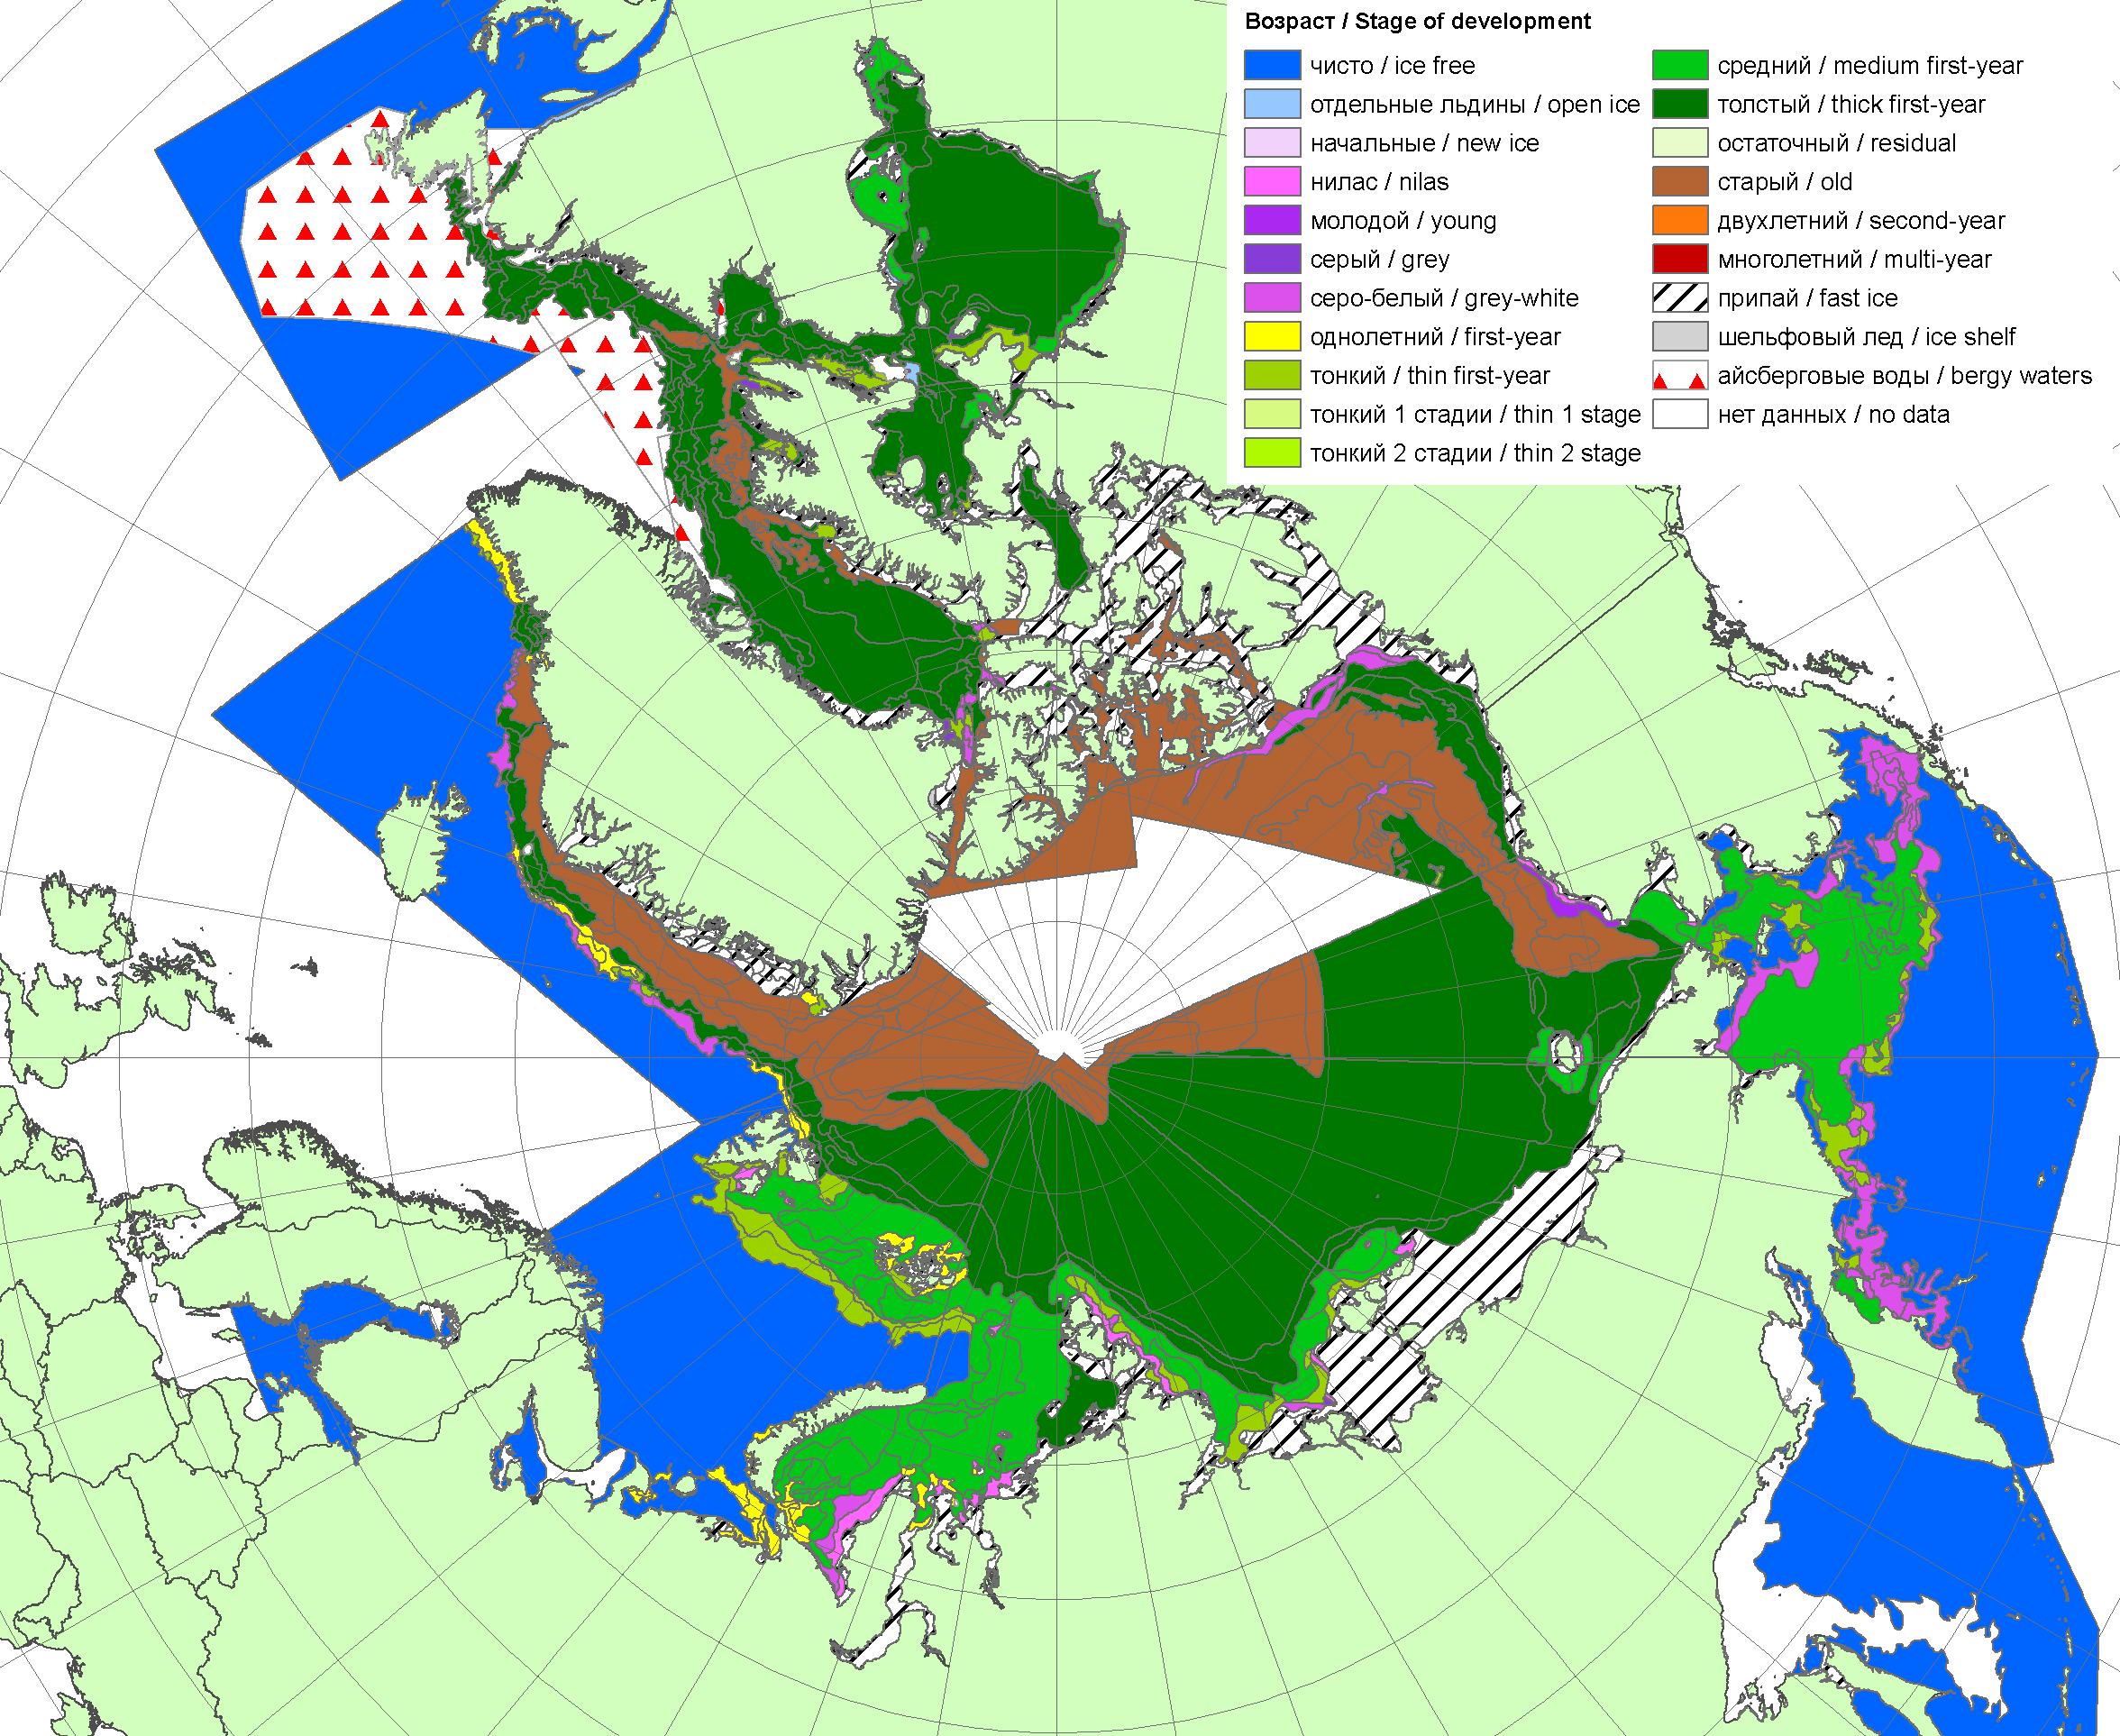 Возраст / Stage of development
чисто / ice free
отдельные льдины / open ice
начальные / new ice
нилас / nilas
молодой / young
серый / grey
серо-белый / grey-white
однолетний / first-year
тонкий / thin first-year
тонкий 1 стадии / thin 1 stage
тонкий 2 стадии / thin 2 stage
средний / medium first-year
толстый / thick first-year
остаточный / residual
старый / old
двухлетний / second-year
многолетний / multi-year
припай / fast ice
шельфовый лед / ice shelf
айсберговые воды / bergy waters
нет данных / no data